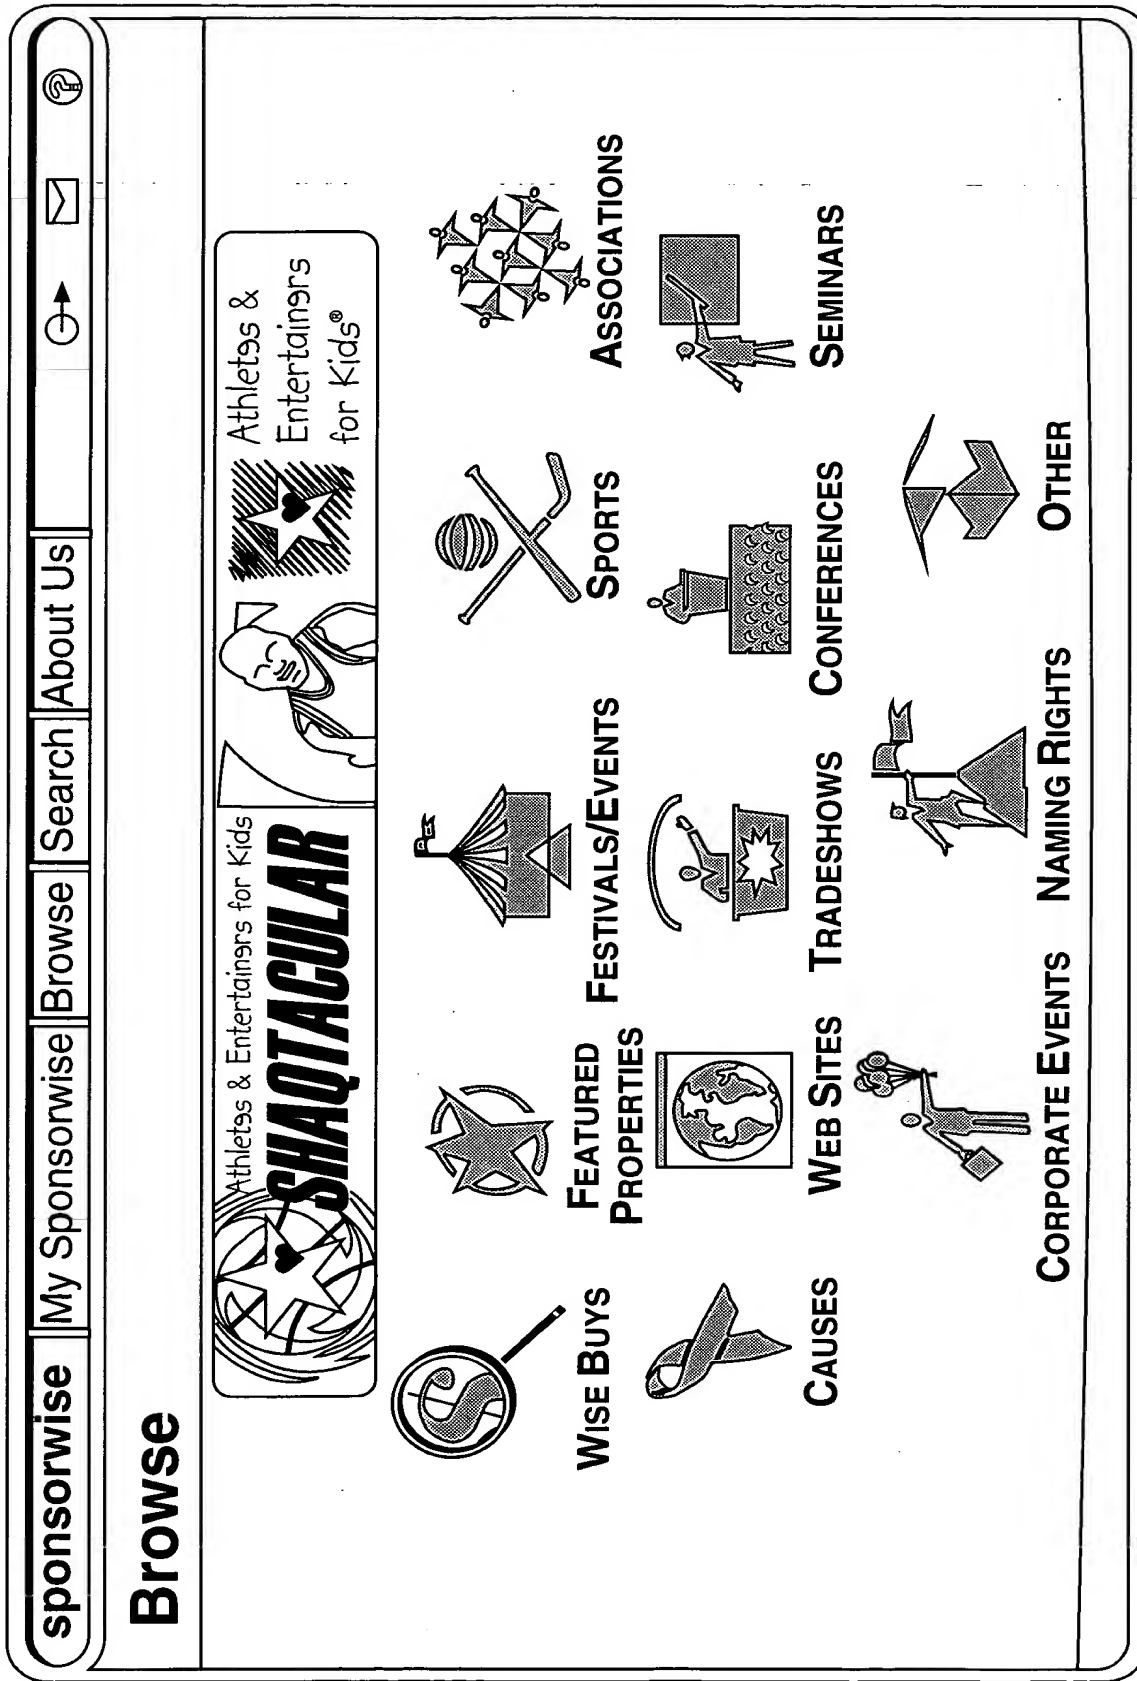 sponsorwise My Sponsorwise Browse Search About Us ?
Browse
Athletes & Entertainers for Kids
SHAQTACULAR
Athletes &
Entertainers
for Kids®
WISE BUYS
FEATURED
PROPERTIES
FESTIVALS/EVENTS
SPORTS
ASSOCIATIONS
CAUSES
WEB SITES
TRADESHOWS
CONFERENCES
SEMINARS
CORPORATE EVENTS
NAMING RIGHTS
OTHER